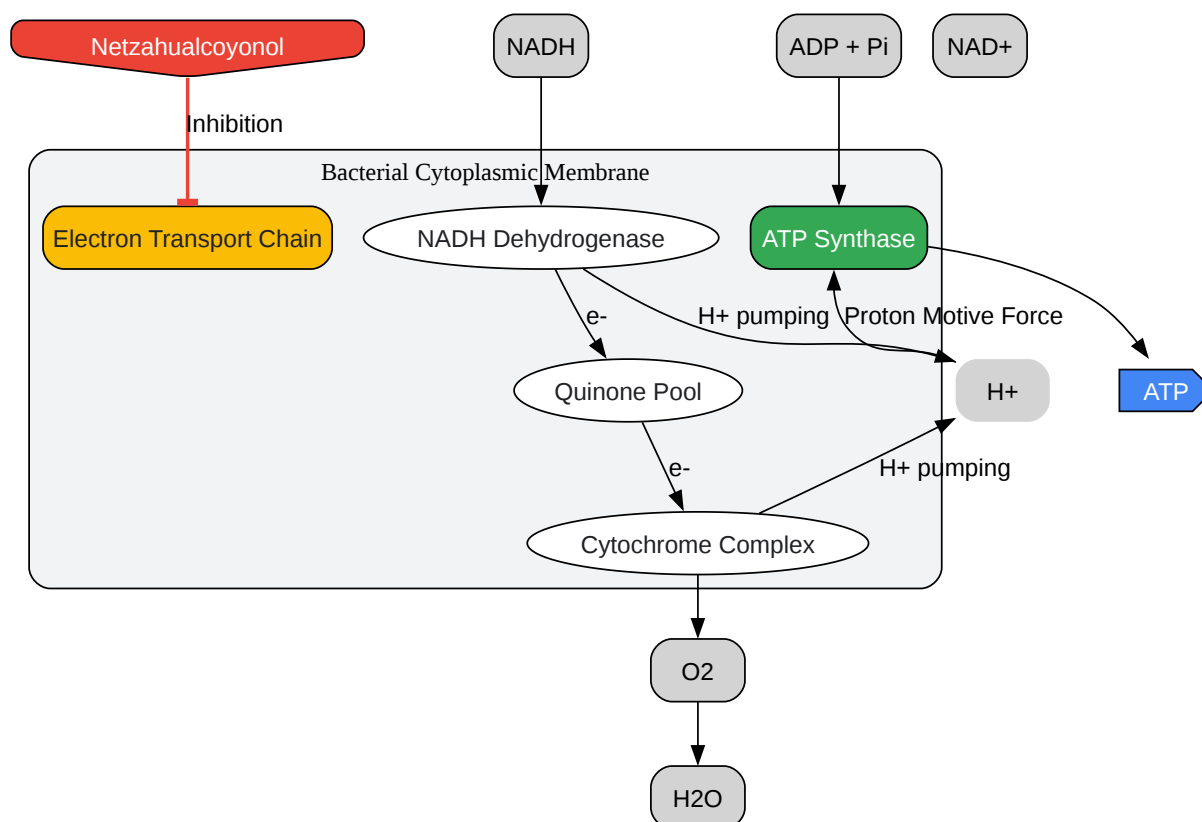 Netzahualcoyonol
NADH
ADP + Pi
NAD+
Inhibition
Bacterial Cytoplasmic Membrane
Electron Transport Chain
NADH Dehydrogenase
ATP Synthase
e-
H+ pumping
Proton Motive Force
Quinone Pool
H+
ATP
e-
H+ pumping
Cytochrome Complex
O2
H2O